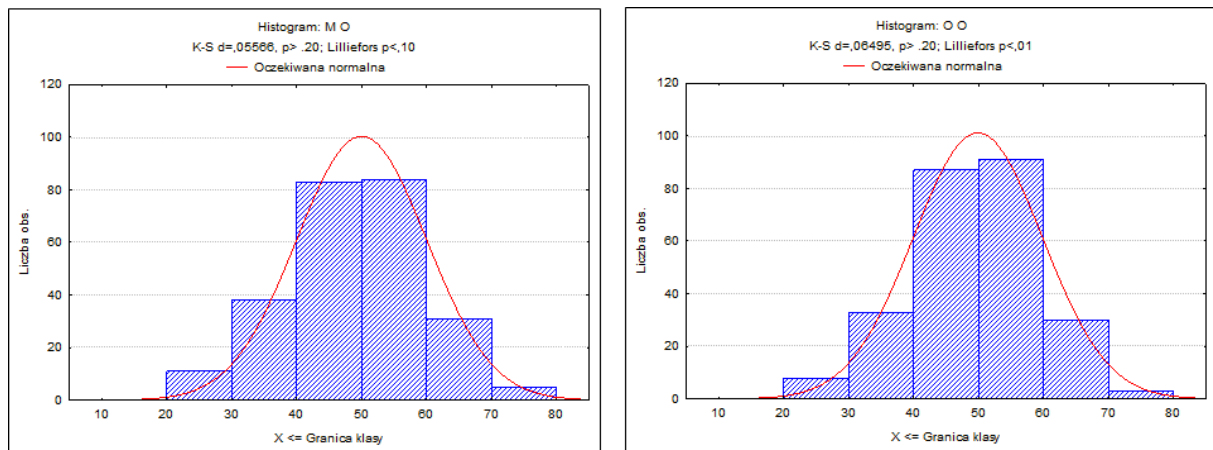 Histogram: M O
K-S d=,05566, p> .20; Lilliefors p<,10
Oczekiwana normalna
120
100
80
60
40
20
0
Liczba obs.
10 20 30 40 50 60 70 80
X <= Granica klasy
Histogram: O O
K-S d=,06495, p> .20; Lilliefors p<,01
Oczekiwana normalna
120
100
80
60
40
20
0
Liczba obs.
10 20 30 40 50 60 70 80
X <= Granica klasy